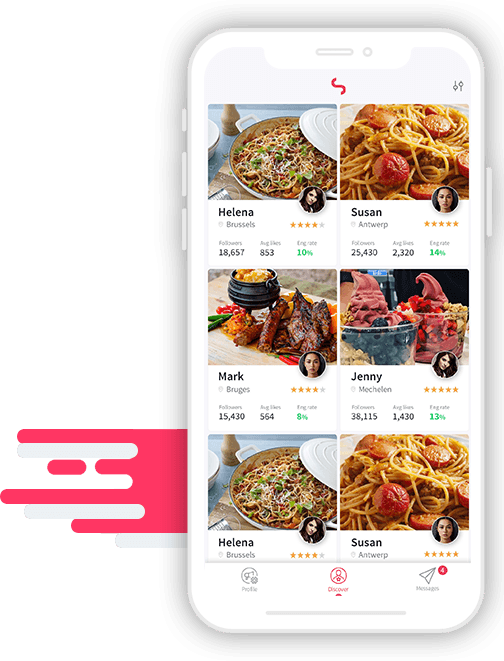 Helena
Brussels
Followers Avg likes Eng rate
18,657 853 10%
Susan
Antwerp
Followers Avg likes Eng rate
25,430 2,320 14%
Mark
Bruges
Followers Avg likes Eng rate
15,430 564 8%
Jenny
Mechelen
Followers Avg likes Eng rate
38,115 1,430 13%
Helena
Brussels
Susan
Antwerp
4
Profile Discover Messages